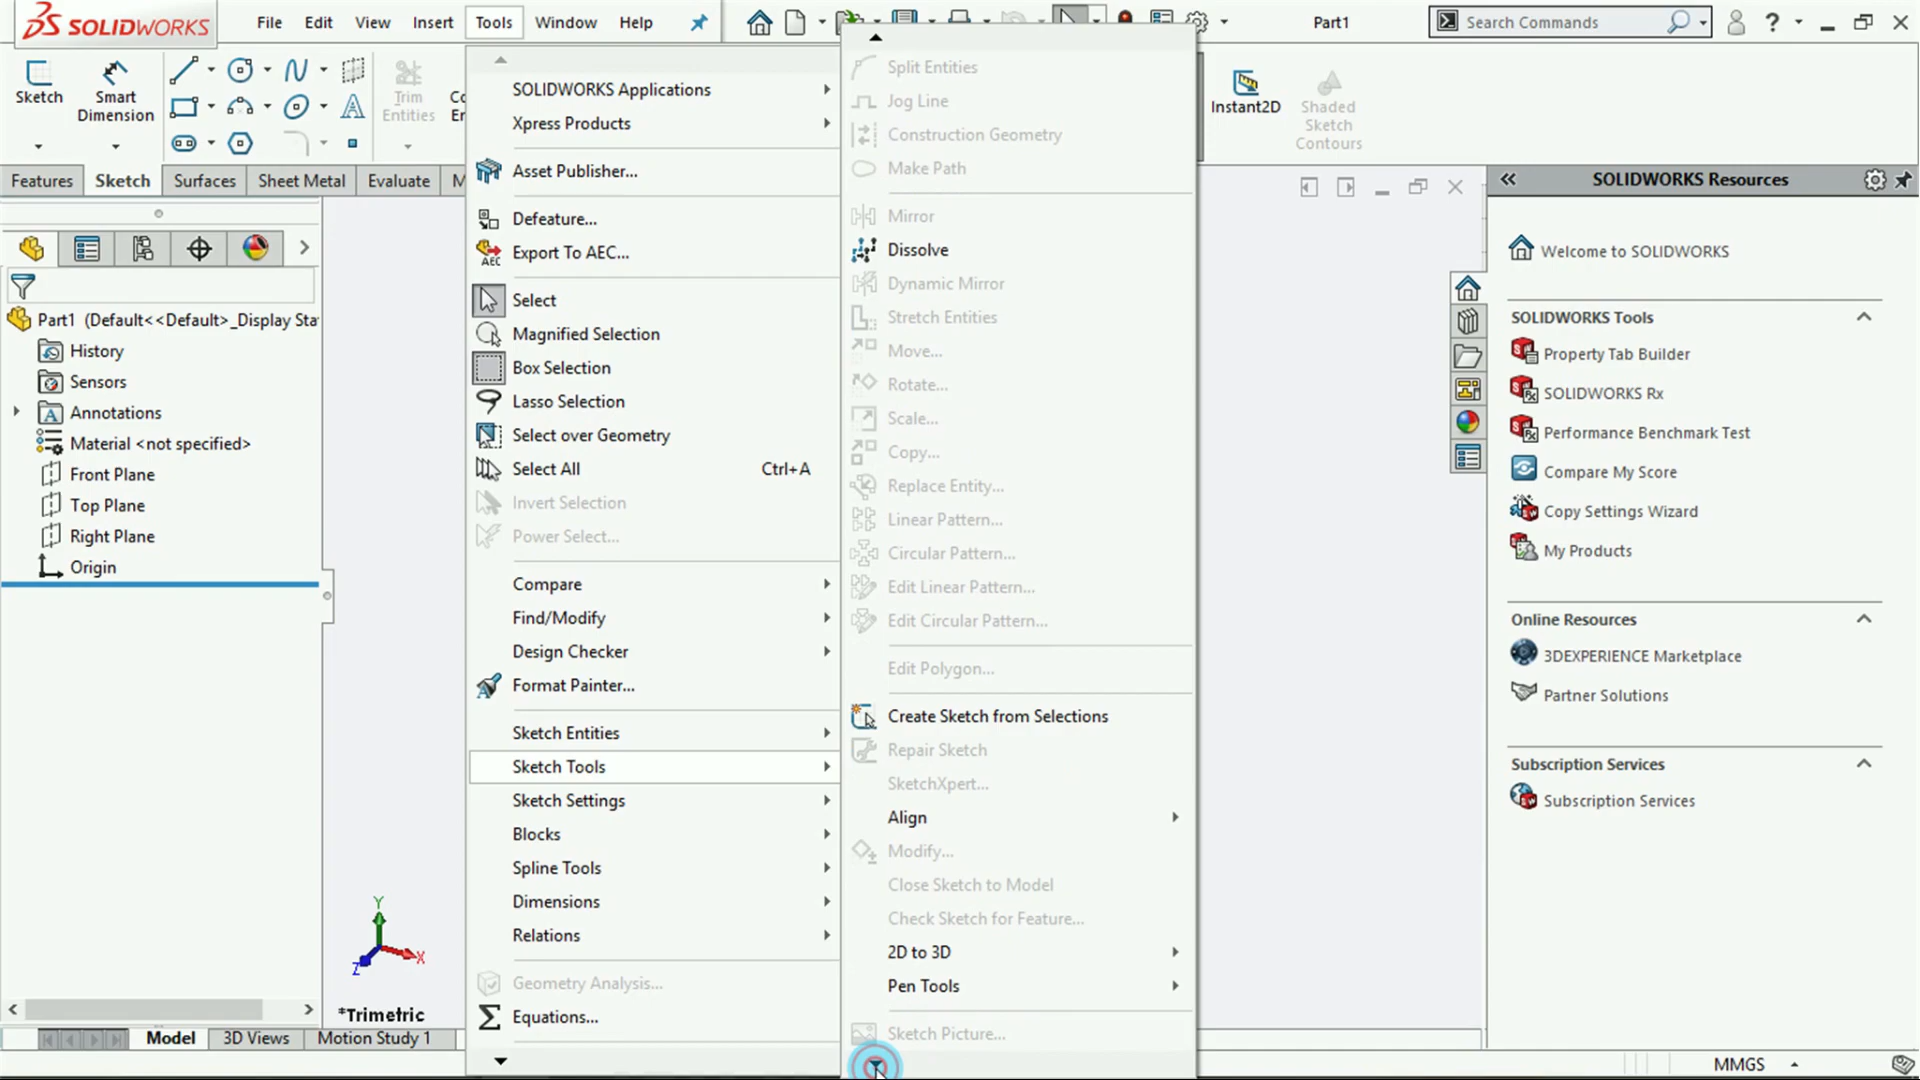 SOLIDWORKS
File Edit View Insert Tools Window Help
Part1
Search Commands
?
Sketch
Smart Dimension
Trim Entities
Instant2D
Shaded Sketch Contours
Features Sketch Surfaces Sheet Metal Evaluate
Part1 (Default<<Default>_Display Sta
History
Sensors
Annotations
Material <not specified>
Front Plane
Top Plane
Right Plane
Origin
SOLIDWORKS Applications
Xpress Products
Asset Publisher...
Defeature...
Export To AEC...
Select
Magnified Selection
Box Selection
Lasso Selection
Select over Geometry
Select All Ctrl+A
Invert Selection
Power Select...
Compare
Find/Modify
Design Checker
Format Painter...
Sketch Entities
Sketch Tools
Sketch Settings
Blocks
Spline Tools
Dimensions
Relations
Geometry Analysis...
Equations...
Split Entities
Jog Line
Construction Geometry
Make Path
Mirror
Dissolve
Dynamic Mirror
Stretch Entities
Move...
Rotate...
Scale...
Copy...
Replace Entity...
Linear Pattern...
Circular Pattern...
Edit Linear Pattern...
Edit Circular Pattern...
Edit Polygon...
Create Sketch from Selections
Repair Sketch
SketchXpert...
Align
Modify...
Close Sketch to Model
Check Sketch for Feature...
2D to 3D
Pen Tools
Sketch Picture...
SOLIDWORKS Resources
Welcome to SOLIDWORKS
SOLIDWORKS Tools
Property Tab Builder
SOLIDWORKS Rx
Performance Benchmark Test
Compare My Score
Copy Settings Wizard
My Products
Online Resources
3DEXPERIENCE Marketplace
Partner Solutions
Subscription Services
Subscription Services
Y
X
Z
*Trimetric
Model 3D Views Motion Study 1
MMGS